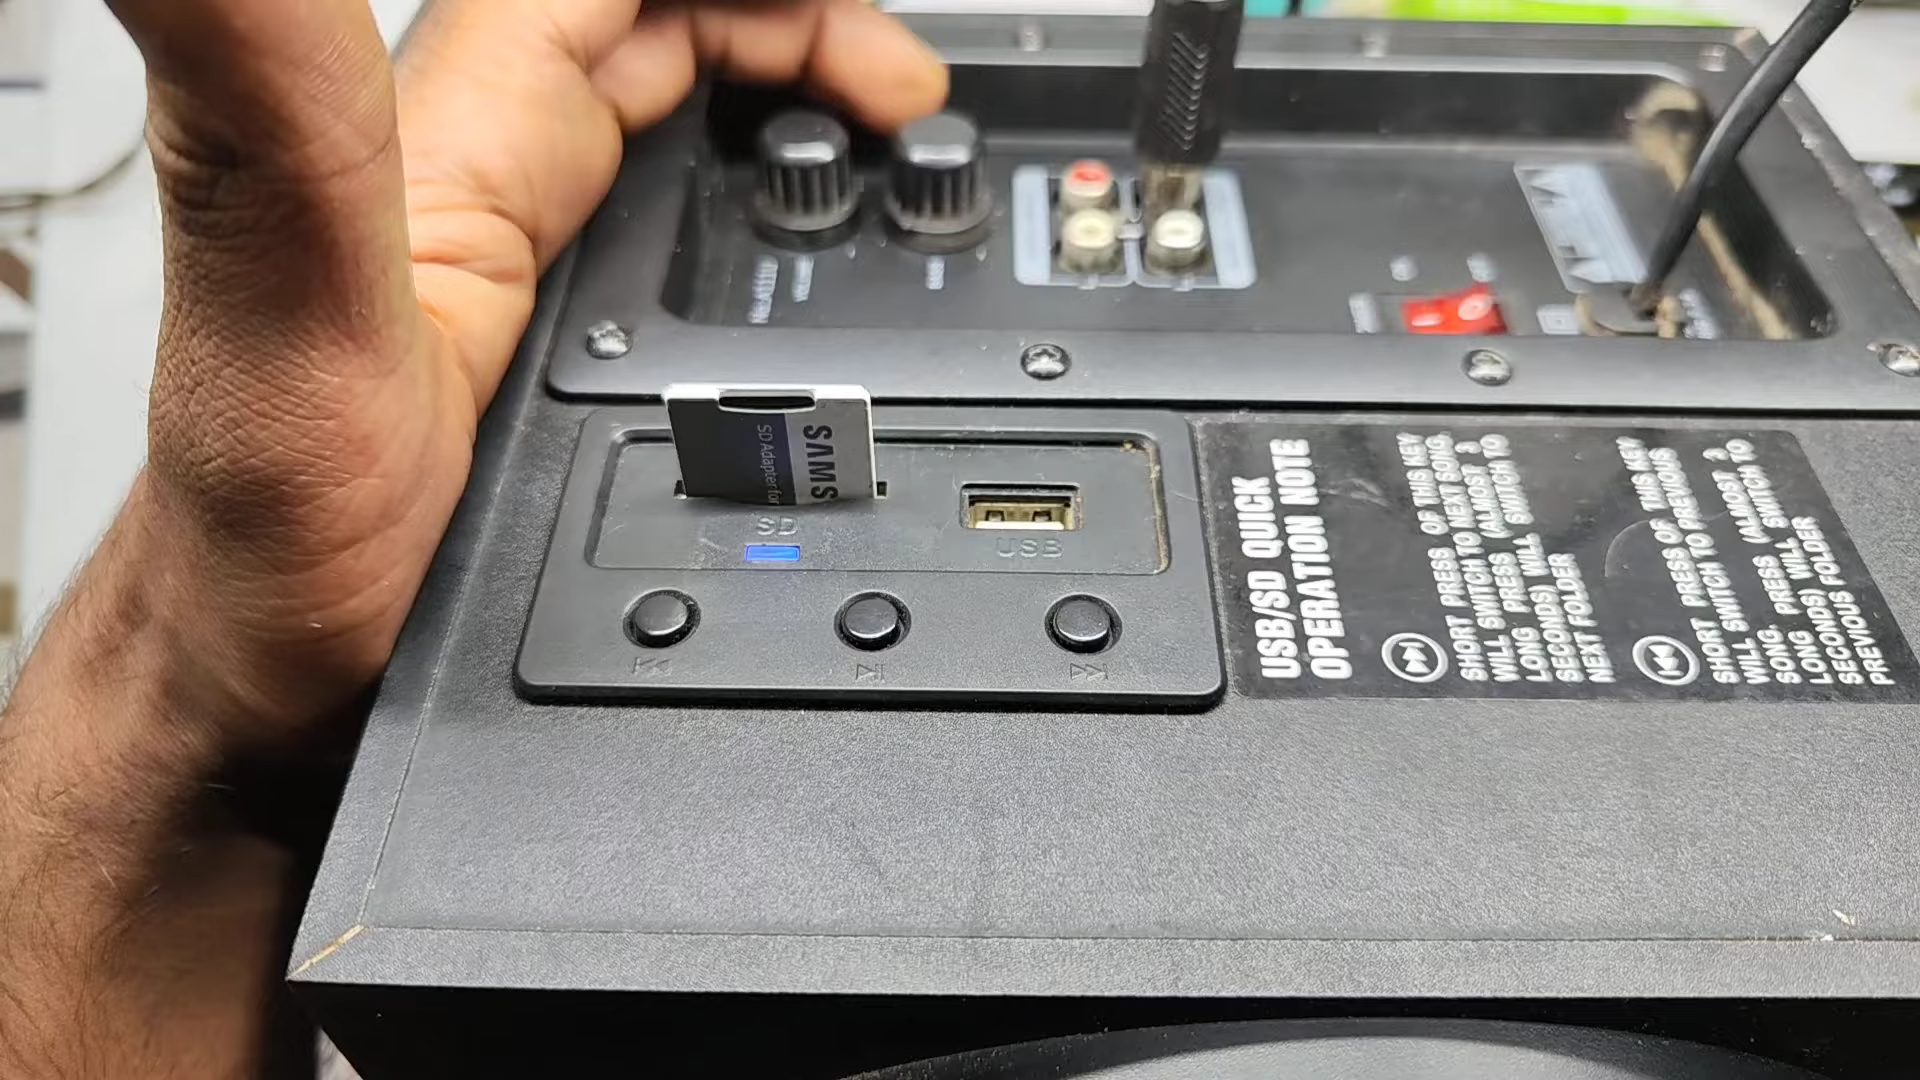 SAMS
SD Adapter for
SD
USB
USB/SD QUICK
OPERATION NOTE
SHORT PRESS OF THIS KEY
WILL SWITCH TO NEXT SONG.
LONG PRESS (ALMOST 3
SECONDS) WILL SWITCH TO
NEXT FOLDER
SHORT PRESS OF THIS KEY
WILL SWITCH TO PREVIOUS
SONG. PRESS (ALMOST 3
LONG SECONDS) WILL SWITCH TO
PREVIOUS FOLDER
VOLUME
BASS